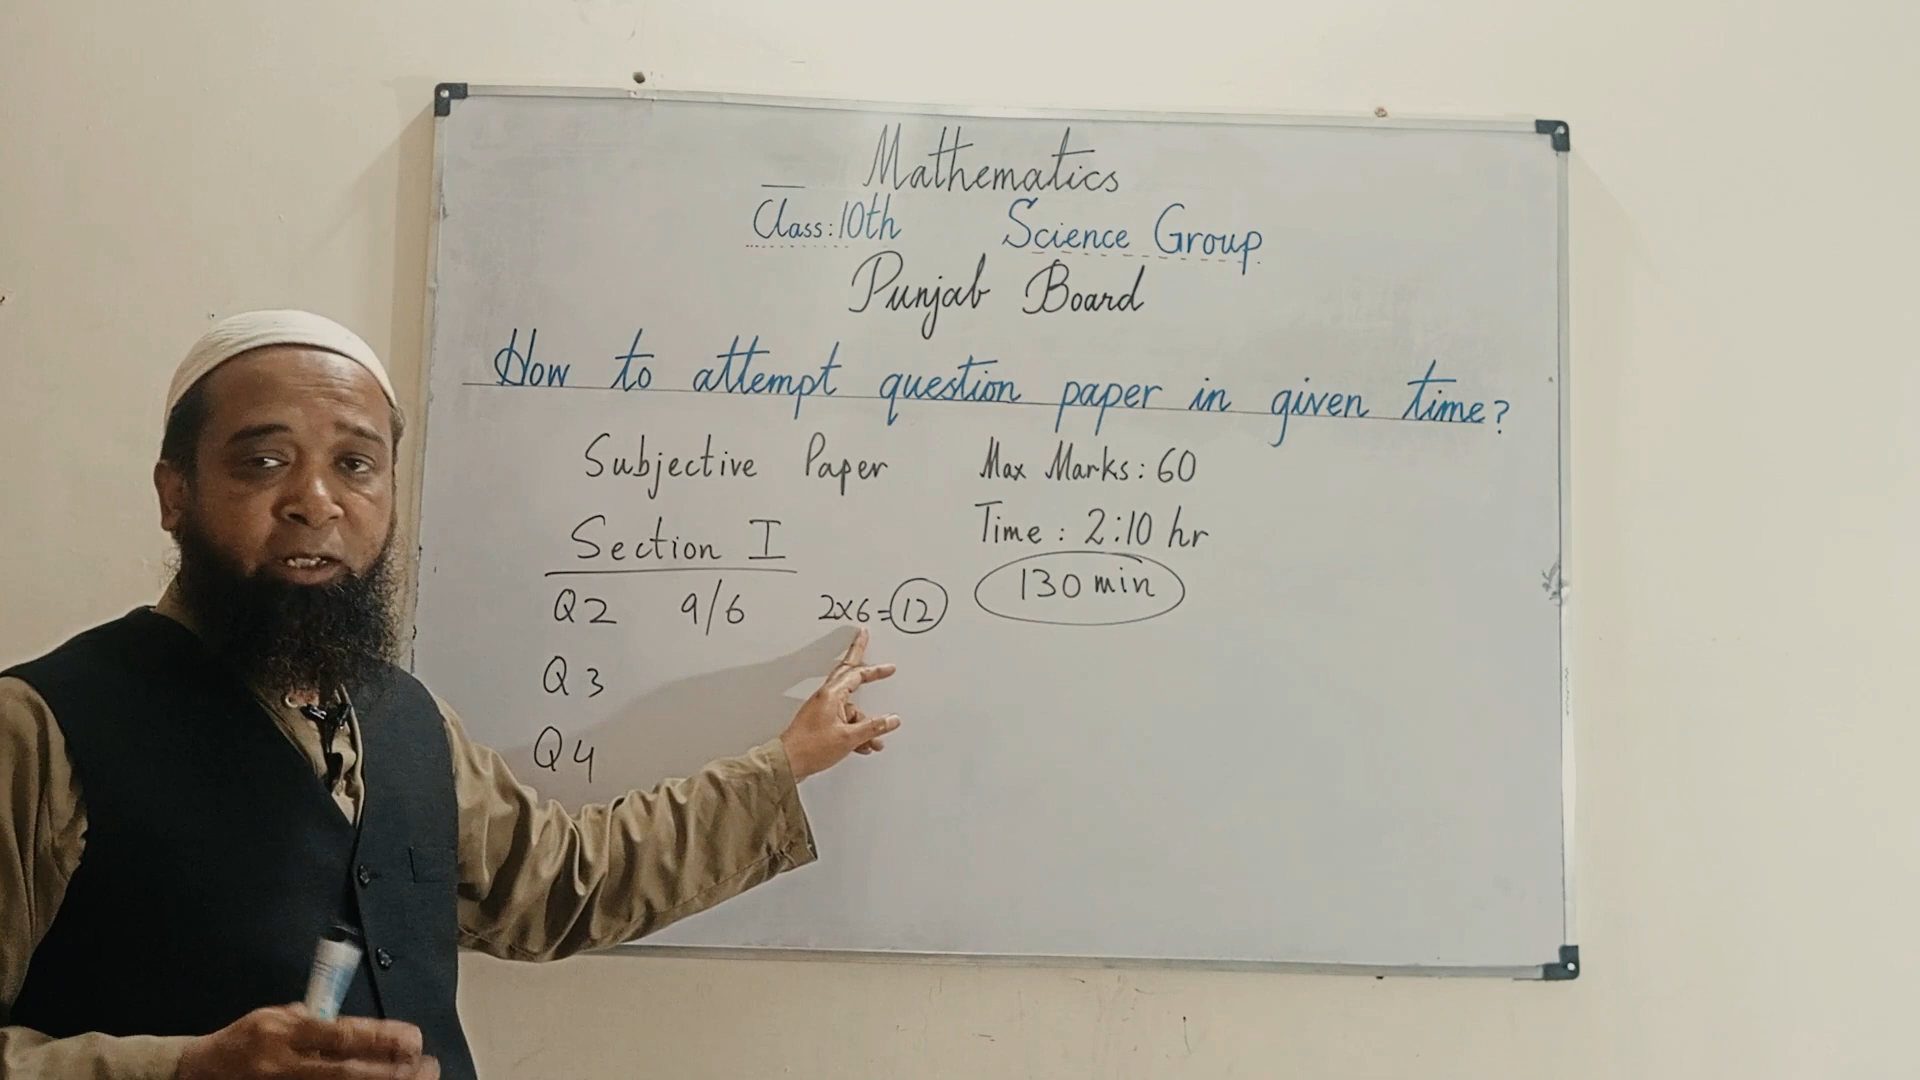 Mathematics
Class: 10th Science Group
Punjab Board
How to attempt question paper in given time?
Subjective Paper Max Marks: 60
Section I Time: 2:10 hr
130 min
Q2 9/6 2x6=12
Q3
Q4